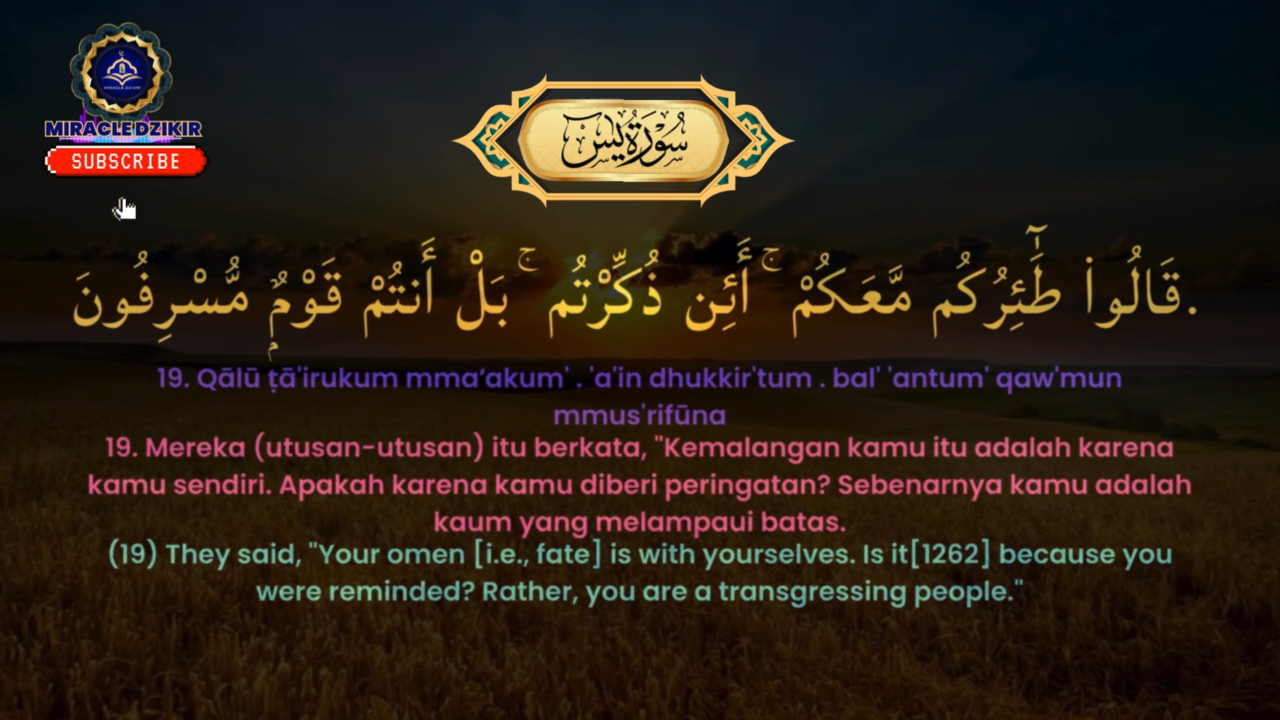 MIRACLE DZIKIR
MIRACLE DZIKIR
SUBSCRIBE
سُوْرَةُ يٰسٓ
.قَالُوا۟ طَٰٓئِرُكُم مَّعَكُمْ ۚ أَئِن ذُكِّرْتُم ۚ بَلْ أَنتُمْ قَوْمٌۭ مُّسْرِفُونَ
19. Qālū ṭā'irukum mma‘akum' . 'a'in dhukkir'tum . bal' 'antum' qaw'mun
mmus'rifūna
19. Mereka (utusan-utusan) itu berkata, "Kemalangan kamu itu adalah karena
kamu sendiri. Apakah karena kamu diberi peringatan? Sebenarnya kamu adalah
kaum yang melampaui batas.
(19) They said, "Your omen [i.e., fate] is with yourselves. Is it[1262] because you
were reminded? Rather, you are a transgressing people."